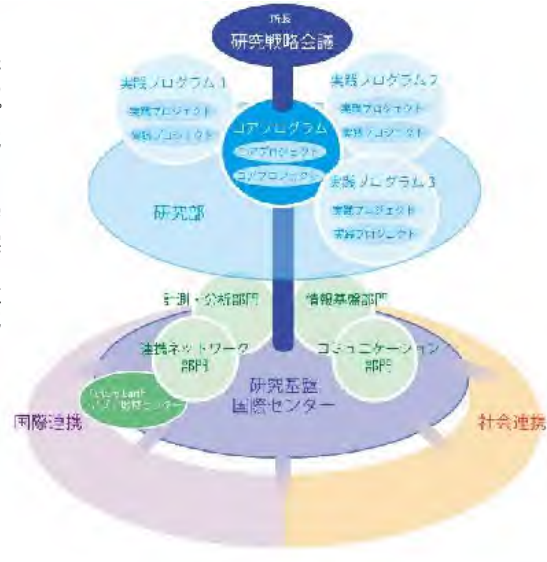 所長
研究戦略会議
実践プログラム1
実践プロジェクト
実践プロジェクト
実践プログラム2
実践プロジェクト
実践プロジェクト
コアプログラム
コアプロジェクト
コアプロジェクト
実践プログラム3
実践プロジェクト
実践プロジェクト
研究部
計測・分析部門
情報基盤部門
連携ネットワーク
部門
コミュニケーション
部門
研究基盤
国際センター
Future Earth
国際連携
社会連携